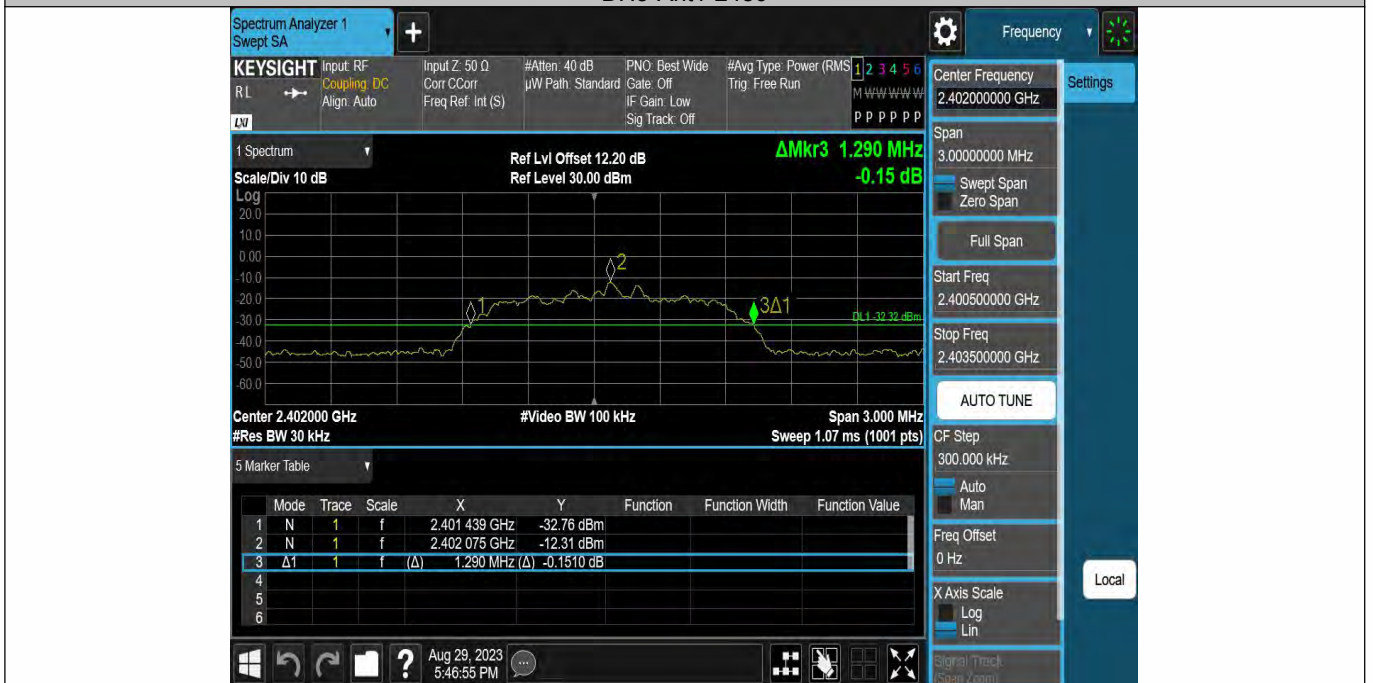 Spectrum Analyzer 1
Swept SA
+
Frequency
KEYSIGHT
RL
LXI
Input: RF
Coupling: DC
Align: Auto
Input Z: 50 Ω
Corr CCorr
Freq Ref: Int (S)
#Atten: 40 dB
µW Path: Standard
PNO: Best Wide
Gate: Off
IF Gain: Low
Sig Track: Off
#Avg Type: Power (RMS
Trig: Free Run
1 2 3 4 5 6
M W W W W W
P P P P P P
1 Spectrum
Scale/Div 10 dB
Ref Lvl Offset 12.20 dB
Ref Level 30.00 dBm
ΔMkr3 1.290 MHz
-0.15 dB
Log
20.0
10.0
0.00
-10.0
-20.0
-30.0
-40.0
-50.0
-60.0
1
2
3Δ1
DL1 -32.32 dBm
Center 2.402000 GHz
#Video BW 100 kHz
Span 3.000 MHz
#Res BW 30 kHz
Sweep 1.07 ms (1001 pts)
5 Marker Table
Mode Trace Scale X Y Function Function Width Function Value
1 N 1 f 2.401 439 GHz -32.76 dBm
2 N 1 f 2.402 075 GHz -12.31 dBm
3 Δ1 1 f (Δ) 1.290 MHz (Δ) -0.1510 dB
4
5
6
Aug 29, 2023
5:46:55 PM
?
Center Frequency
2.402000000 GHz
Settings
Span
3.00000000 MHz
Swept Span
Zero Span
Full Span
Start Freq
2.400500000 GHz
Stop Freq
2.403500000 GHz
AUTO TUNE
CF Step
300.000 kHz
Auto
Man
Freq Offset
0 Hz
X Axis Scale
Log
Lin
Local
Signal Track
(Span Zoom)